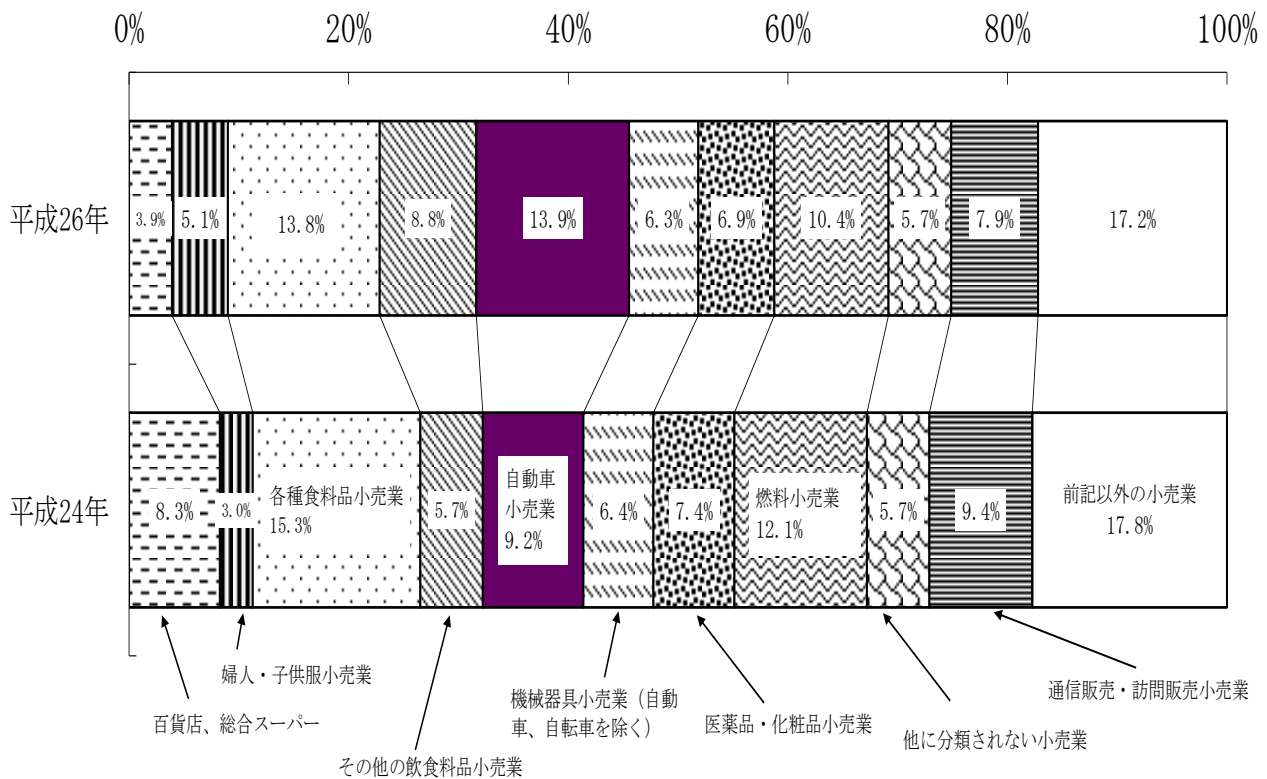 0%
20%
40%
60%
80%
100%
平成26年
3.9%
5.1%
13.8%
8.8%
13.9%
6.3%
6.9%
10.4%
5.7%
7.9%
17.2%
平成24年
8.3%
3.0%
各種食料品小売業
15.3%
5.7%
自動車
小売業
9.2%
6.4%
7.4%
燃料小売業
12.1%
5.7%
9.4%
前記以外の小売業
17.8%
百貨店、総合スーパー
婦人・子供服小売業
その他の飲食料品小売業
機械器具小売業（自動
車、自転車を除く）
医薬品・化粧品小売業
他に分類されない小売業
通信販売・訪問販売小売業